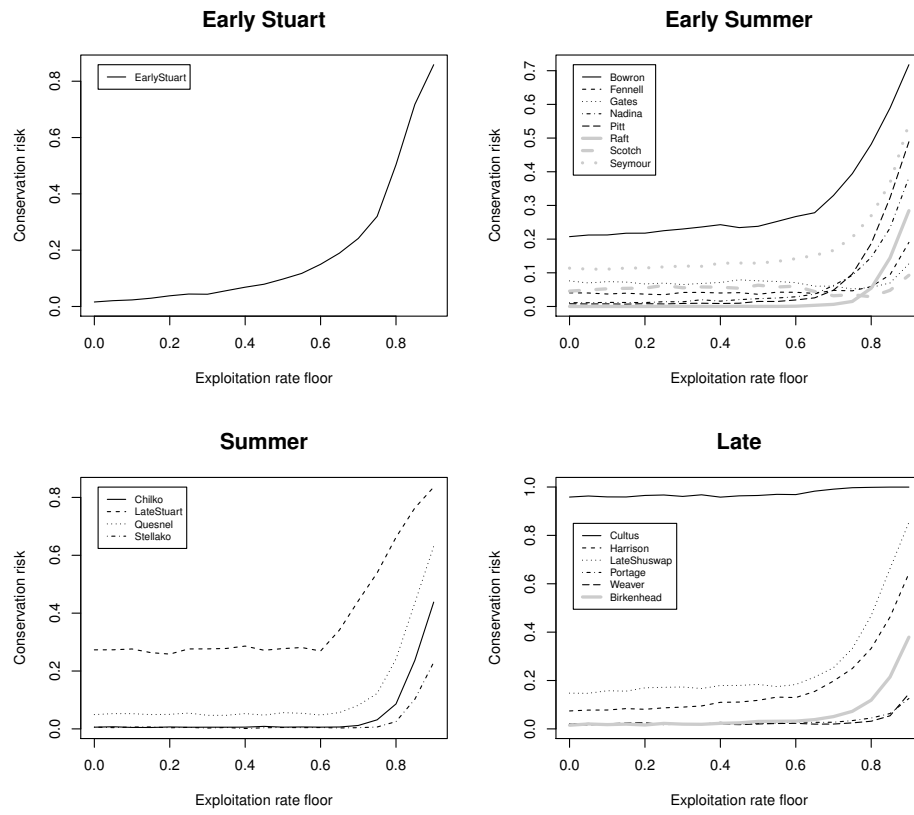 Early Stuart
EarlyStuart
Conservation risk
0.0 0.2 0.4 0.6 0.8
0.0 0.2 0.4 0.6 0.8
Exploitation rate floor
Early Summer
Bowron
Fennell
Gates
Nadina
Pitt
Raft
Scotch
Seymour
Conservation risk
0.0 0.1 0.2 0.3 0.4 0.5 0.6 0.7
0.0 0.2 0.4 0.6 0.8
Exploitation rate floor
Summer
Chilko
LateStuart
Quesnel
Stellako
Conservation risk
0.0 0.2 0.4 0.6 0.8
0.0 0.2 0.4 0.6 0.8
Exploitation rate floor
Late
Cultus
Harrison
LateShuswap
Portage
Weaver
Birkenhead
Conservation risk
0.0 0.2 0.4 0.6 0.8 1.0
0.0 0.2 0.4 0.6 0.8
Exploitation rate floor